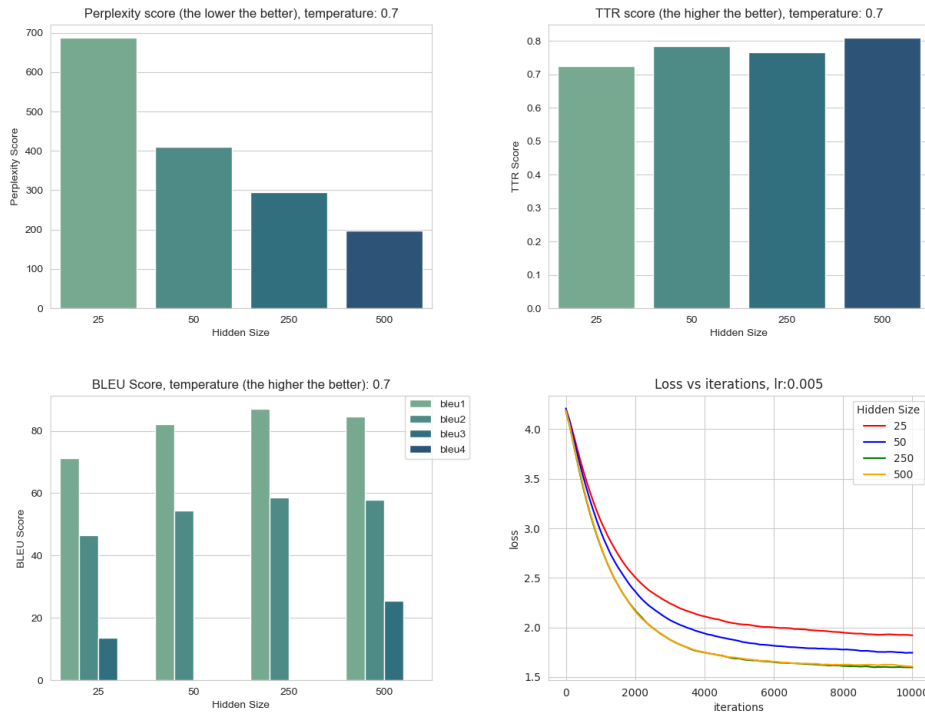 Perplexity score (the lower the better), temperature: 0.7
700
600
500
400
300
200
100
0
Perplexity Score
25 50 250 500
Hidden Size
TTR score (the higher the better), temperature: 0.7
0.8
0.7
0.6
0.5
0.4
0.3
0.2
0.1
0.0
TTR Score
25 50 250 500
Hidden Size
BLEU Score, temperature (the higher the better): 0.7
bleu1
bleu2
bleu3
bleu4
80
60
40
20
0
BLEU Score
25 50 250 500
Loss vs iterations, lr:0.005
Hidden Size
25
50
250
500
4.0
3.5
3.0
2.5
2.0
1.5
loss
0 2000 4000 6000 8000 10000
iterations